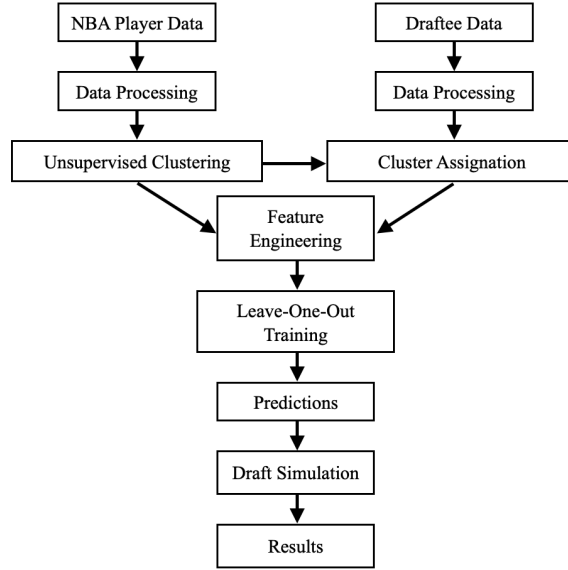 NBA Player Data
Draftee Data
Data Processing
Data Processing
Unsupervised Clustering
Cluster Assignation
Feature
Engineering
Leave-One-Out
Training
Predictions
Draft Simulation
Results